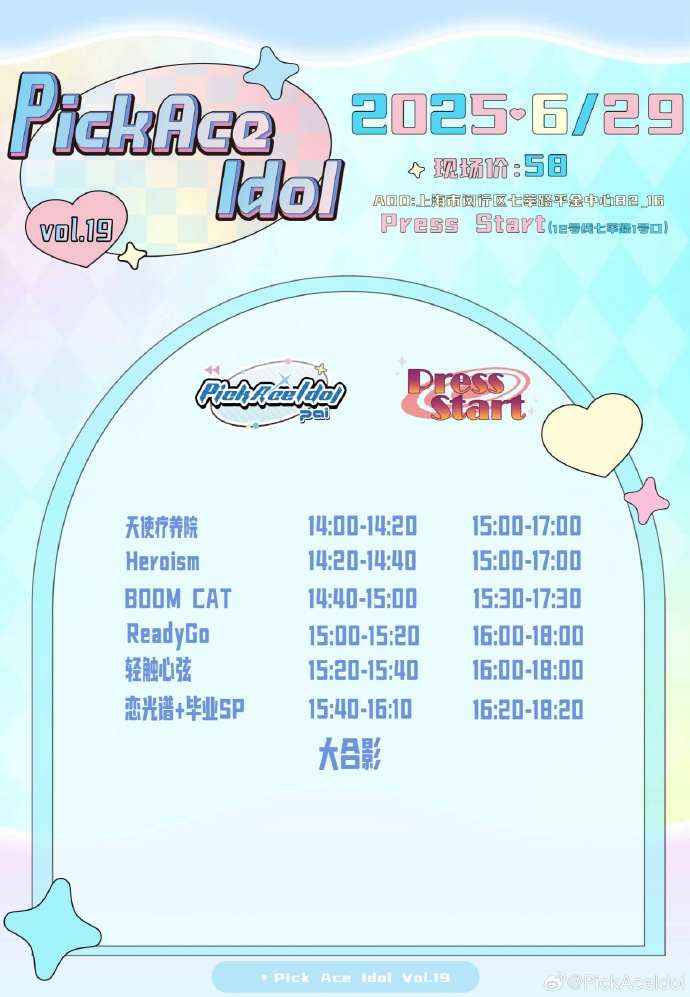 PickAce
Idol
vol.19
2025♥6/29
现场价:58
ADD:上海市闵行区七莘路平金中心B2_16
Press Start(12号线七莘路1号口)
PickAceIdol
pai
Press
Start
天使疗养院 14:00-14:20 15:00-17:00
Heroism 14:20-14:40 15:00-17:00
BOOM CAT 14:40-15:00 15:30-17:30
ReadyGo 15:00-15:20 16:00-18:00
轻触心弦 15:20-15:40 16:00-18:00
恋光谱+毕业SP 15:40-16:10 16:20-18:20
大合影
•Pick Ace Idol Vol.19
@PickAceIdol